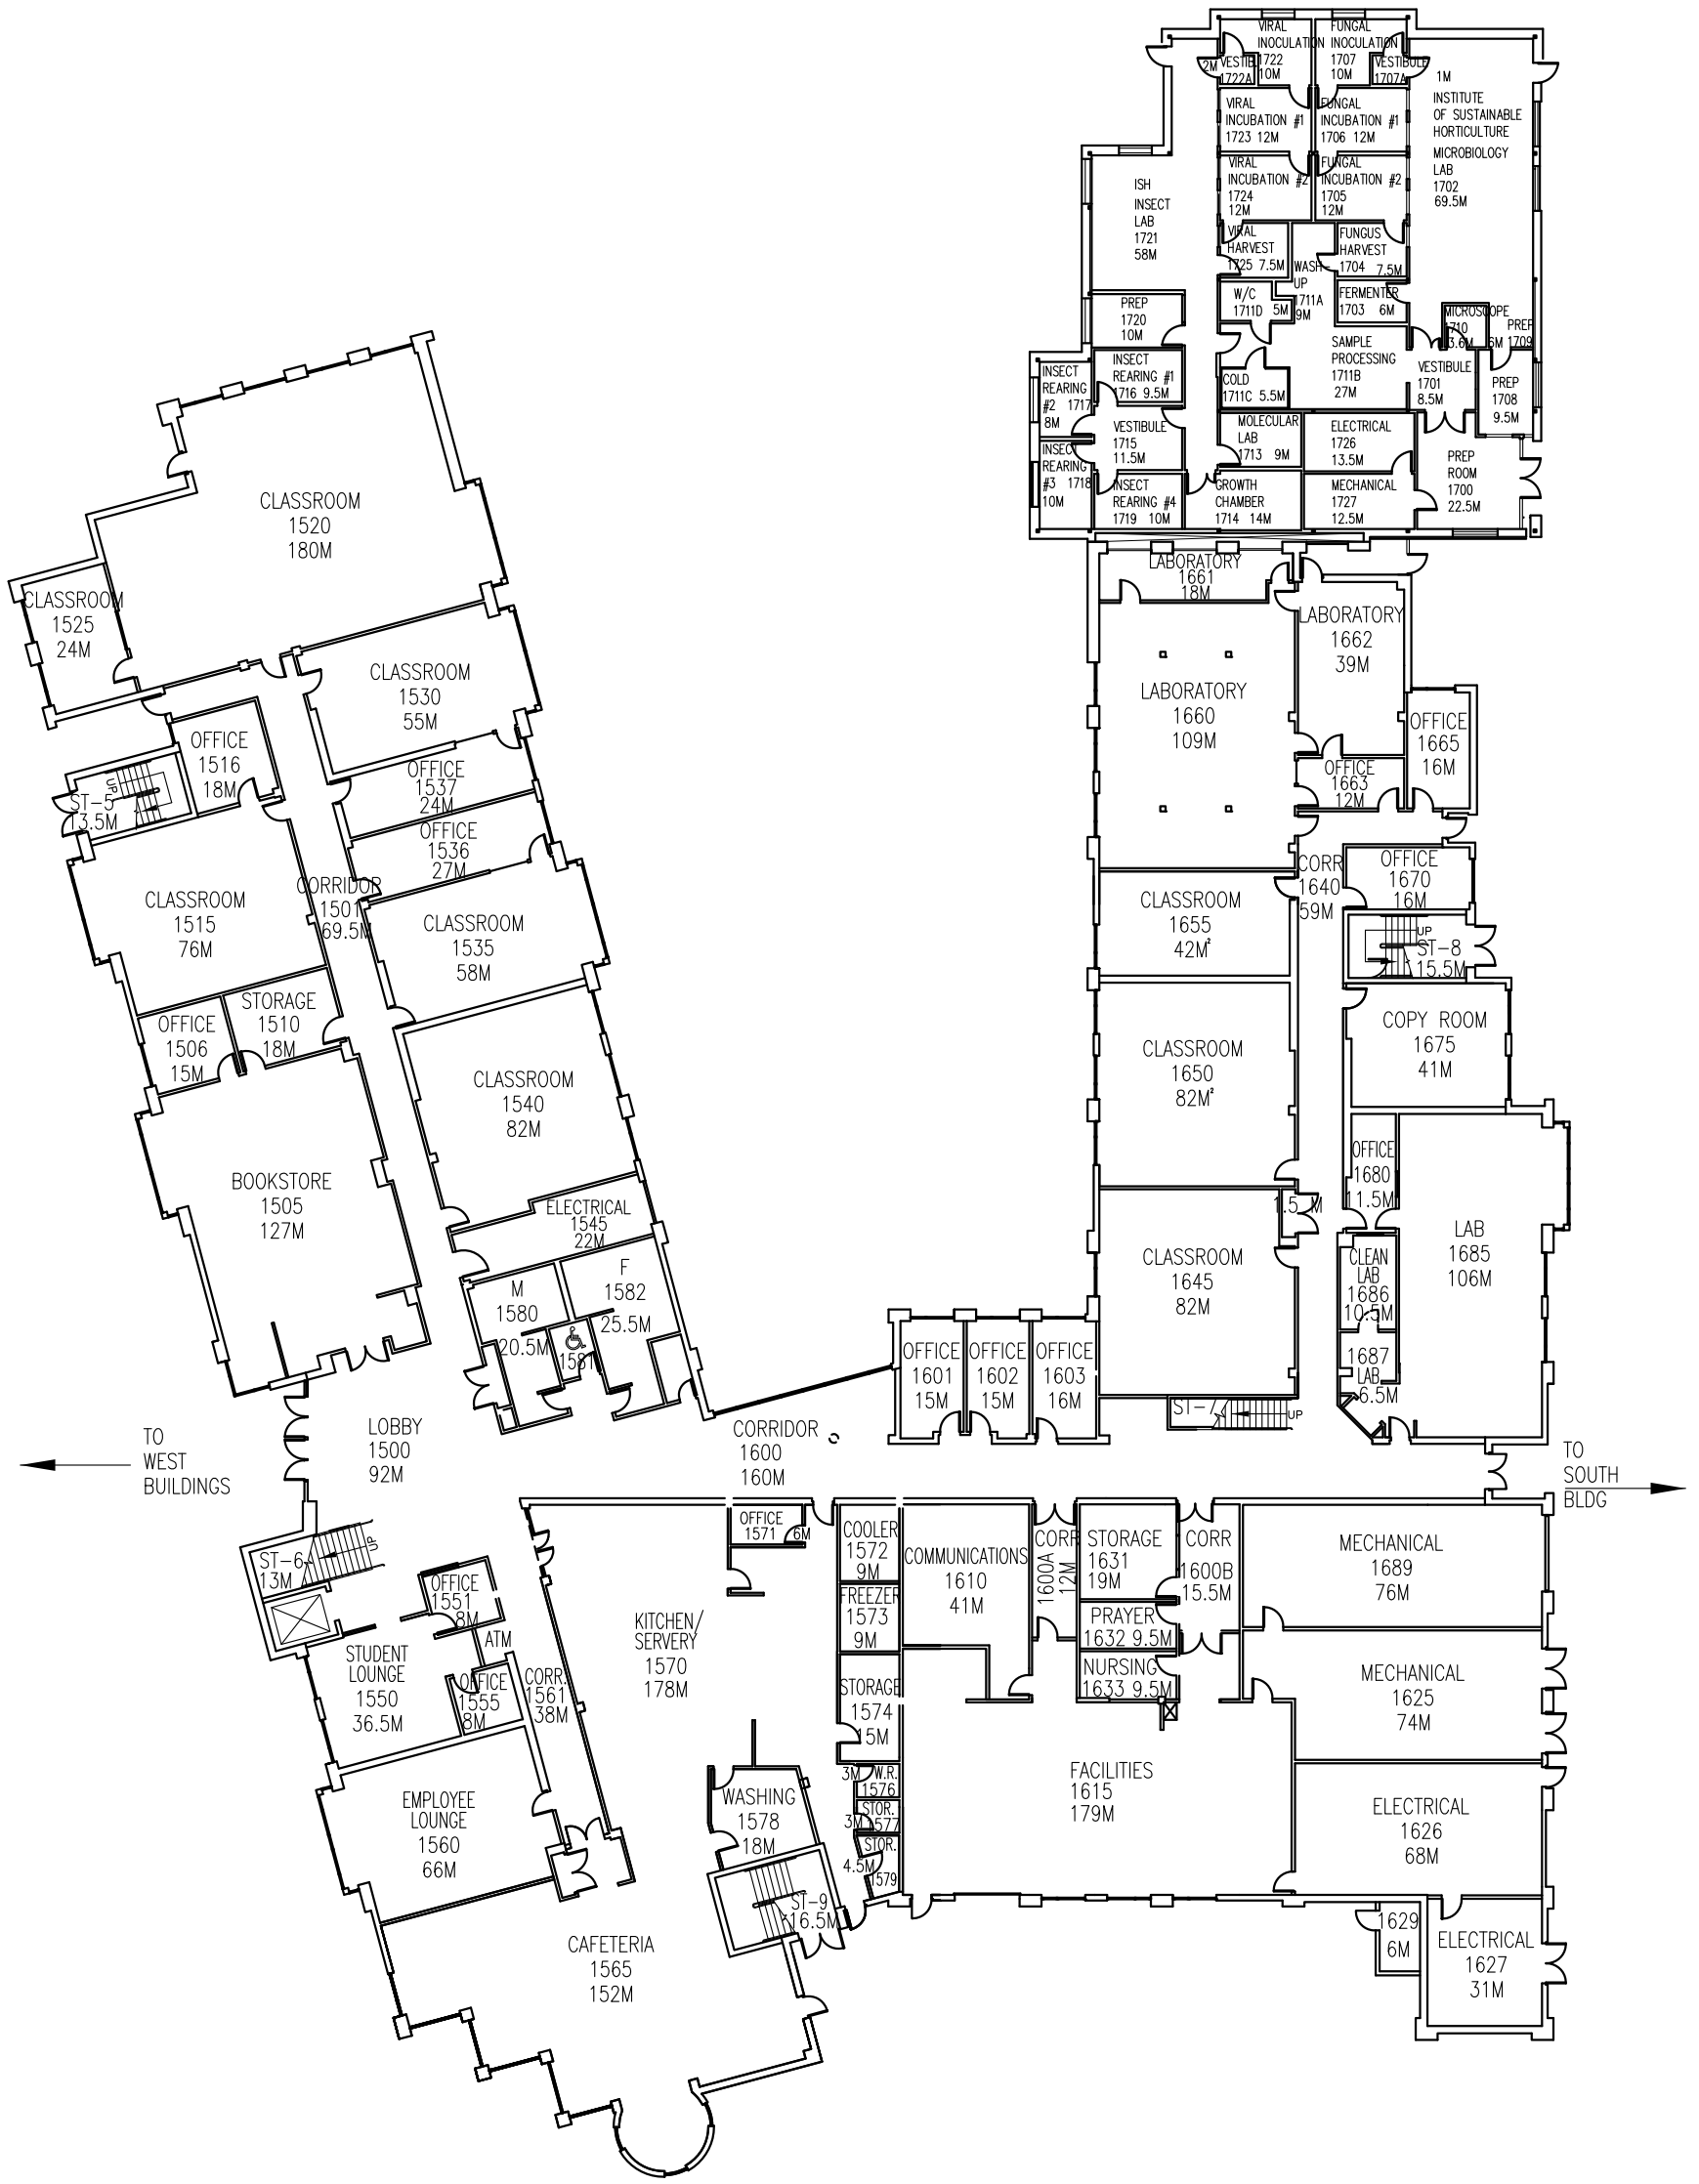 VIRAL
INOCULATION
1722
10M
FUNGAL
INOCULATION
1707
10M
2M
VESTIB.
1722A
VESTIBULE
1707A
1M
INSTITUTE
OF SUSTAINABLE
HORTICULTURE
MICROBIOLOGY
LAB
1702
69.5M
VIRAL
INCUBATION #1
1723 12M
FUNGAL
INCUBATION #1
1706 12M
VIRAL
INCUBATION #2
1724
12M
FUNGAL
INCUBATION #2
1705
12M
ISH
INSECT
LAB
1721
58M
VIRAL
HARVEST
1725 7.5M
WASH-
UP
1711A
9M
FUNGUS
HARVEST
1704 7.5M
W/C
1711D 5M
FERMENTER
1703 6M
PREP
1720
10M
MICROSCOPE
1710
3.6M
PREP
6M 1709
SAMPLE
PROCESSING
1711B
27M
VESTIBULE
1701
8.5M
PREP
1708
9.5M
INSECT
REARING
#2 1717
8M
INSECT
REARING #1
1716 9.5M
COLD
1711C 5.5M
VESTIBULE
1715
11.5M
MOLECULAR
LAB
1713 9M
ELECTRICAL
1726
13.5M
INSECT
REARING
#3 1718
10M
INSECT
REARING #4
1719 10M
GROWTH
CHAMBER
1714 14M
MECHANICAL
1727
12.5M
PREP
ROOM
1700
22.5M
LABORATORY
1661
18M
LABORATORY
1662
39M
LABORATORY
1660
109M
OFFICE
1665
16M
OFFICE
1663
12M
CORR
1640
59M
OFFICE
1670
16M
CLASSROOM
1655
42M²
UP
ST-8
15.5M
CLASSROOM
1650
82M²
COPY ROOM
1675
41M
OFFICE
1680
11.5M
1.5 M
LAB
1685
106M
CLASSROOM
1645
82M
CLEAN
LAB
1686
10.5M
1687
LAB
6.5M
OFFICE
1601
15M
OFFICE
1602
15M
OFFICE
1603
16M
ST-7
UP
CLASSROOM
1520
180M
CLASSROOM
1525
24M
CLASSROOM
1530
55M
OFFICE
1516
18M
OFFICE
1537
24M
UP
ST-5
13.5M
OFFICE
1536
27M
CORRIDOR
1501
69.5M
CLASSROOM
1515
76M
CLASSROOM
1535
58M
STORAGE
1510
18M
OFFICE
1506
15M
CLASSROOM
1540
82M
BOOKSTORE
1505
127M
ELECTRICAL
1545
22M
M
1580
20.5M
F
1582
25.5M
1581
LOBBY
1500
92M
TO
WEST
BUILDINGS
CORRIDOR
1600
160M
TO
SOUTH
BLDG
UP
ST-6
13M
OFFICE
1551
8M
ATM
STUDENT
LOUNGE
1550
36.5M
OFFICE
1555
8M
CORR.
1561
38M
KITCHEN/
SERVERY
1570
178M
OFFICE
1571 6M
COOLER
1572
9M
FREEZER
1573
9M
STORAGE
1574
15M
COMMUNICATIONS
1610
41M
CORR
1600A
12M
STORAGE
1631
19M
CORR
1600B
15.5M
PRAYER
1632 9.5M
NURSING
1633 9.5M
MECHANICAL
1689
76M
MECHANICAL
1625
74M
EMPLOYEE
LOUNGE
1560
66M
WASHING
1578
18M
3M W.R.
1576
STOR.
3M 1577
STOR.
4.5M
1579
FACILITIES
1615
179M
ELECTRICAL
1626
68M
ST-9
16.5M
CAFETERIA
1565
152M
1629
6M
ELECTRICAL
1627
31M